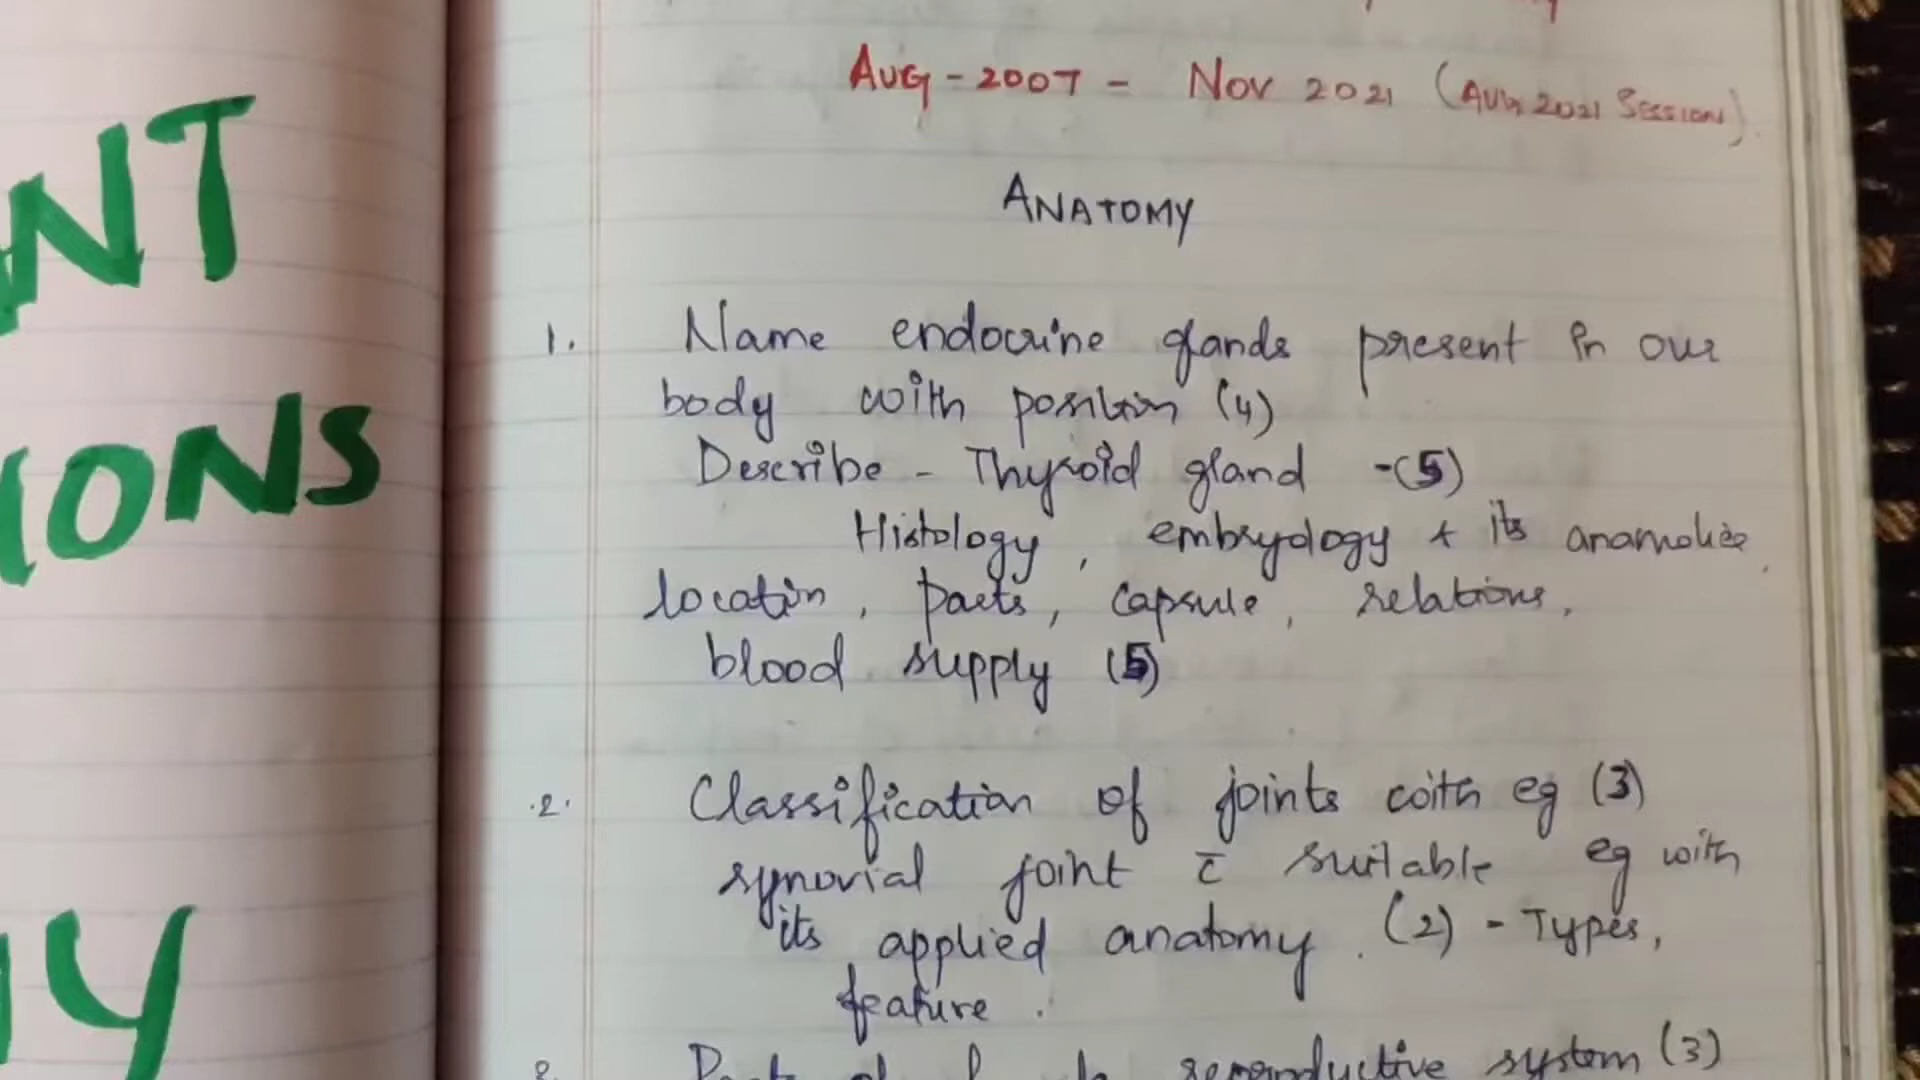 NT
IONS
MY
AUG - 2007 - NOV 2021 (AUG 2021 SESSION).
ANATOMY
1. Name endocrine glands present in our
body with position (4)
Describe - Thyroid gland -(5)
Histology, embryology & its anamolies,
location, parts, capsule, relations,
blood supply (5)
2. Classification of joints with eg (3)
synovial joint c̄ suitable eg with
its applied anatomy. (2) - Types,
feature.
reproductive system (3)